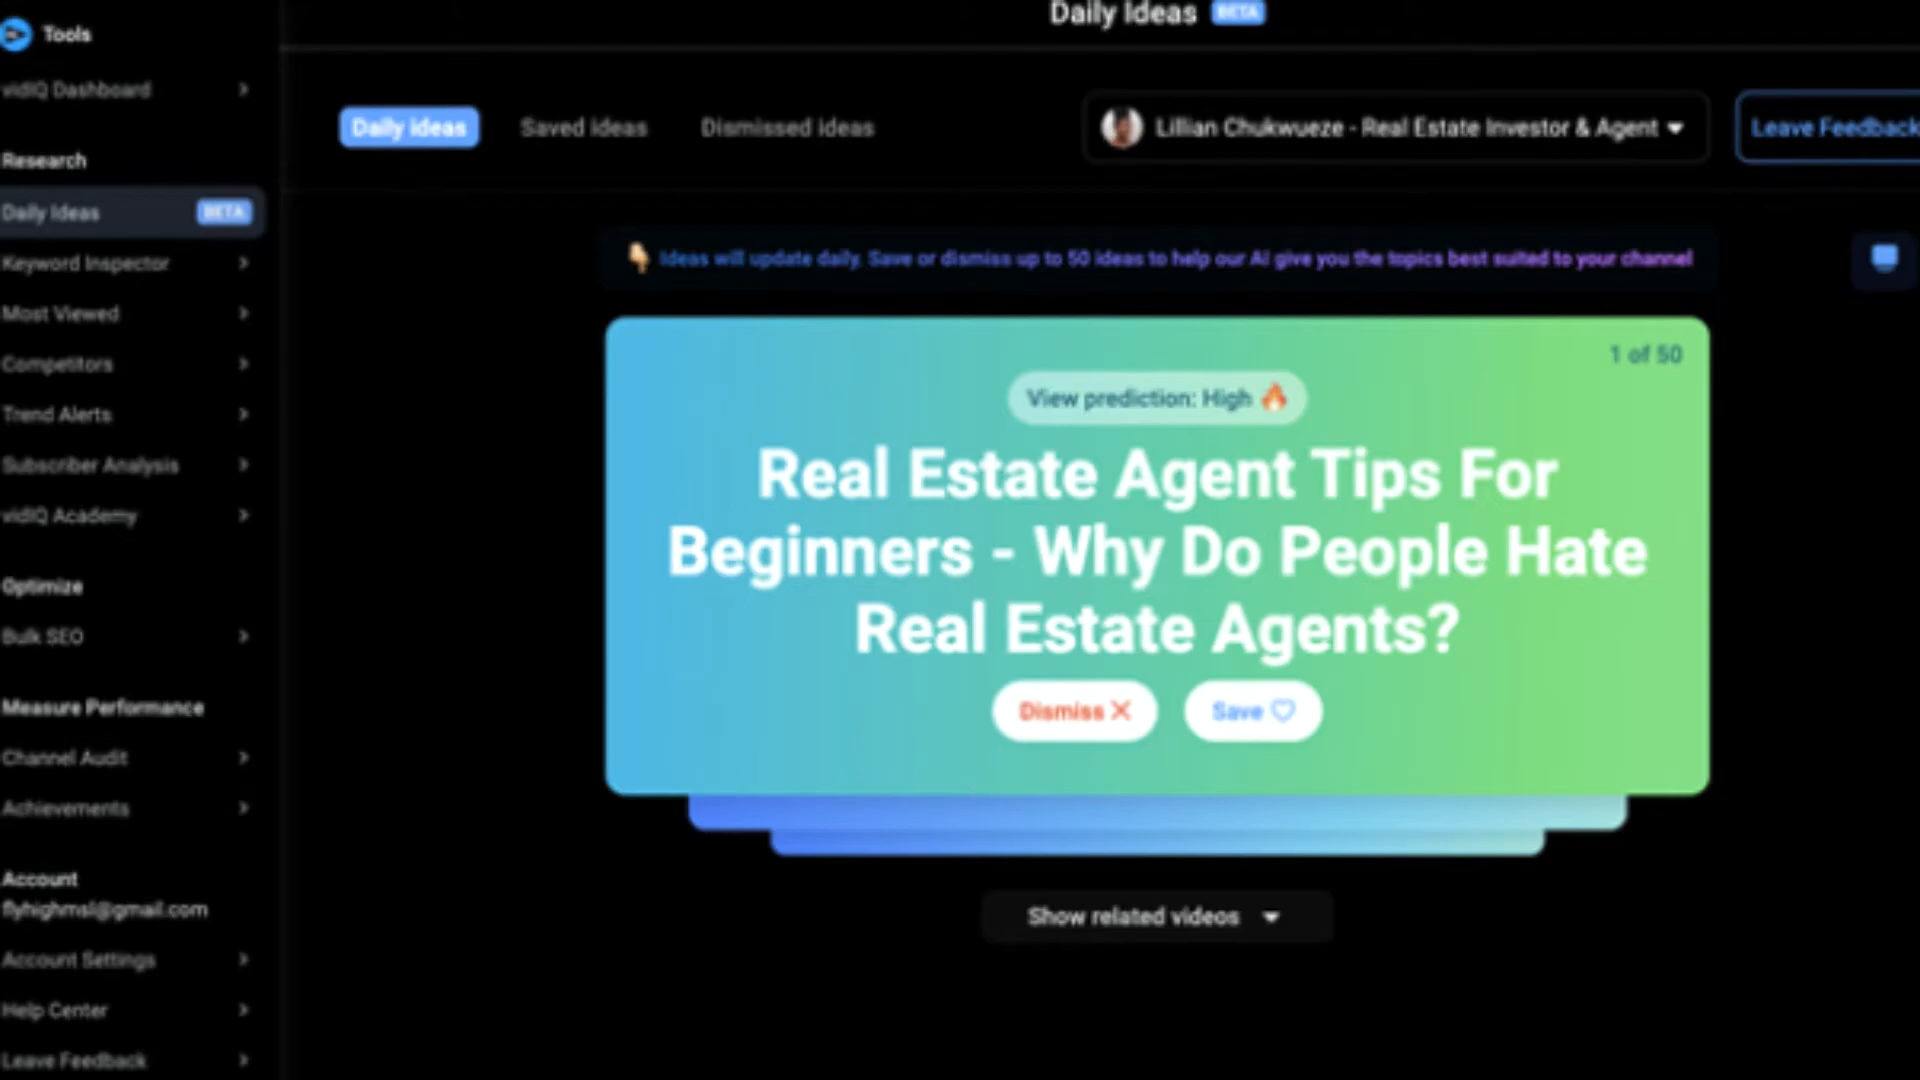 Tools
vidIQ Dashboard
Research
Daily Ideas BETA
Keyword Inspector
Most Viewed
Competitors
Trend Alerts
Subscriber Analysis
vidIQ Academy
Optimize
Bulk SEO
Measure Performance
Channel Audit
Achievements
Account
flyhighmsl@gmail.com
Account Settings
Help Center
Leave Feedback
Daily Ideas BETA
Daily ideas Saved ideas Dismissed ideas
Lillian Chukwueze - Real Estate Investor & Agent
Leave Feedback
Ideas will update daily. Save or dismiss up to 50 ideas to help our AI give you the topics best suited to your channel
1 of 50
View prediction: High 🔥
Real Estate Agent Tips For
Beginners - Why Do People Hate
Real Estate Agents?
Dismiss Save
Show related videos